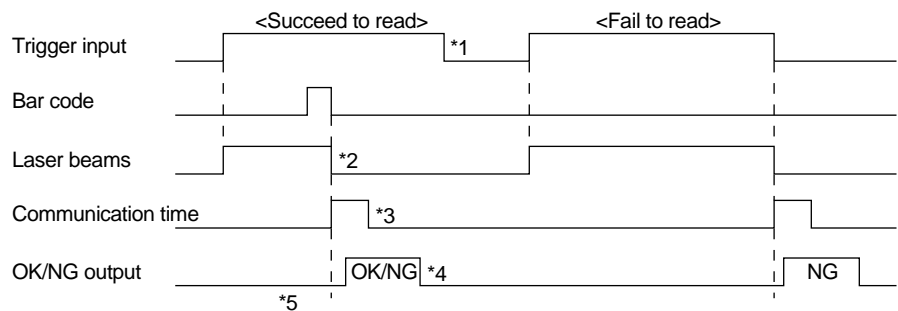 <Succeed to read> <Fail to read>
Trigger input *1
Bar code
Laser beams *2
Communication time *3
OK/NG output OK/NG *4 NG
*5